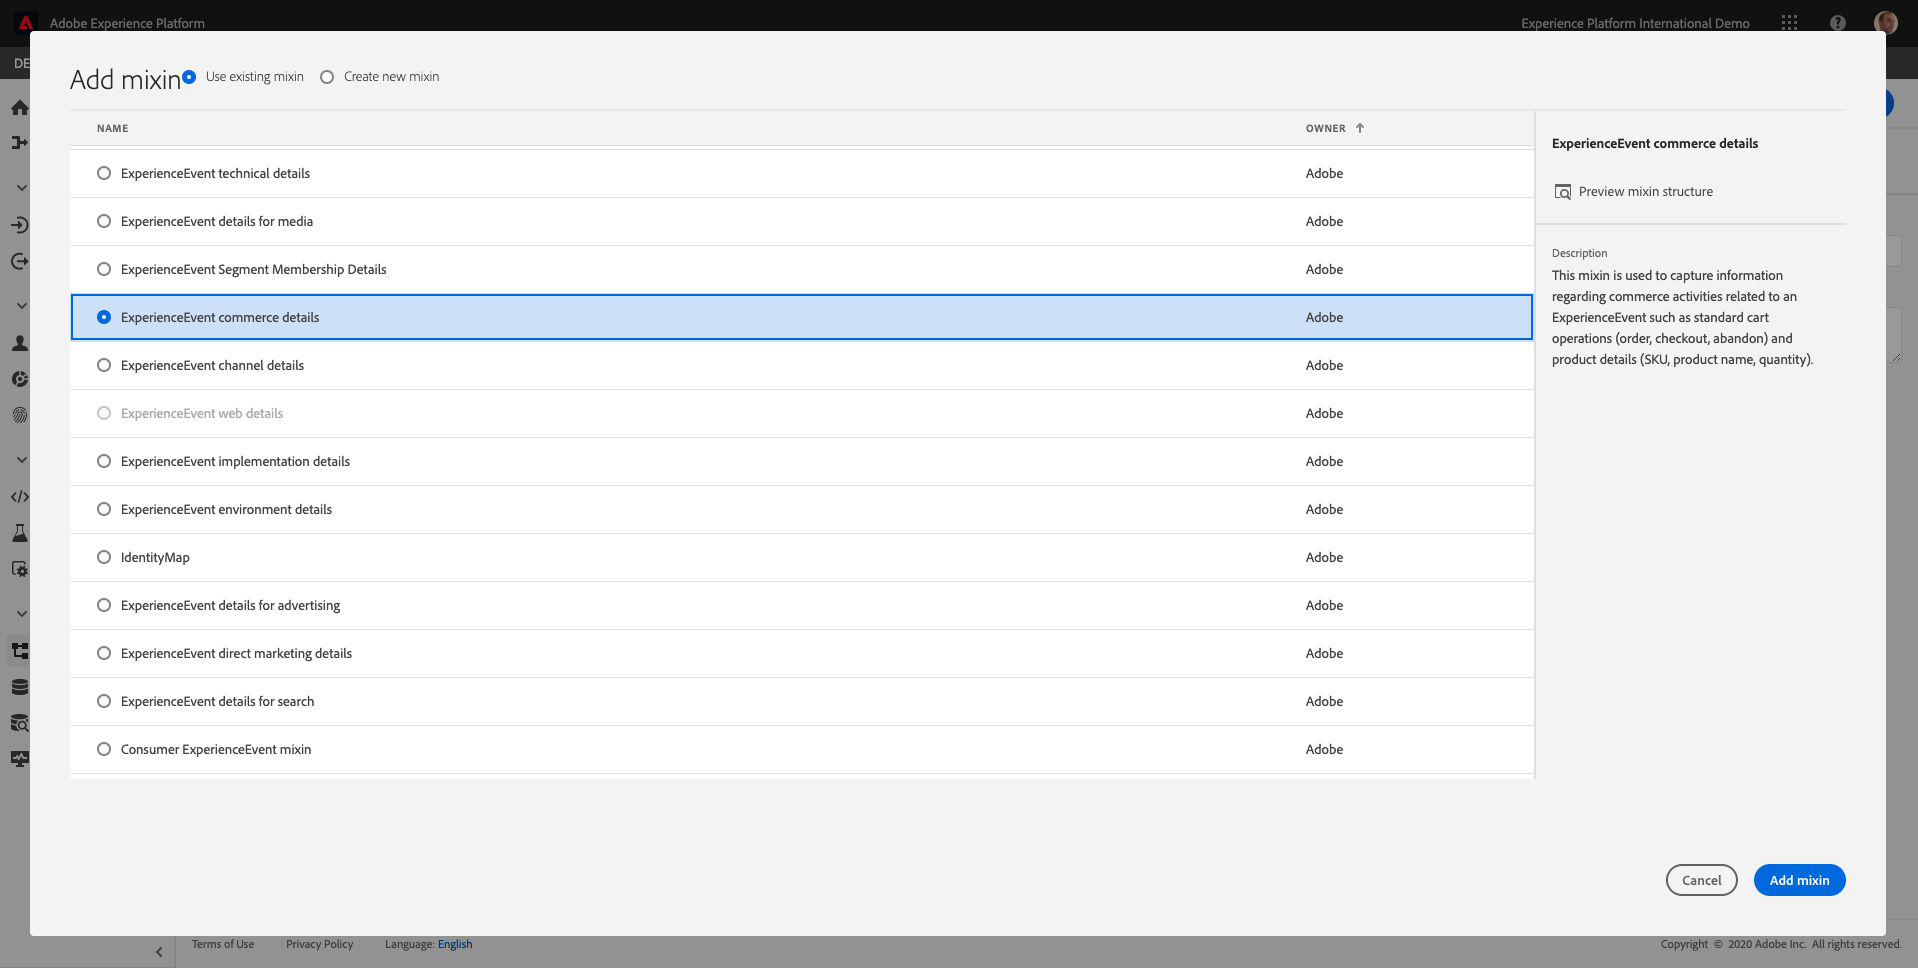 Adobe Experience Platform
Experience Platform International Demo
DE
Add mixin
Use existing mixin
Create new mixin
NAME
OWNER
ExperienceEvent technical details
Adobe
ExperienceEvent details for media
Adobe
ExperienceEvent Segment Membership Details
Adobe
ExperienceEvent commerce details
Adobe
ExperienceEvent channel details
Adobe
ExperienceEvent web details
Adobe
ExperienceEvent implementation details
Adobe
ExperienceEvent environment details
Adobe
IdentityMap
Adobe
ExperienceEvent details for advertising
Adobe
ExperienceEvent direct marketing details
Adobe
ExperienceEvent details for search
Adobe
Consumer ExperienceEvent mixin
Adobe
ExperienceEvent commerce details
Preview mixin structure
Description
This mixin is used to capture information
regarding commerce activities related to an
ExperienceEvent such as standard cart
operations (order, checkout, abandon) and
product details (SKU, product name, quantity).
Cancel
Add mixin
Terms of Use
Privacy Policy
Language: English
Copyright © 2020 Adobe Inc. All rights reserved.